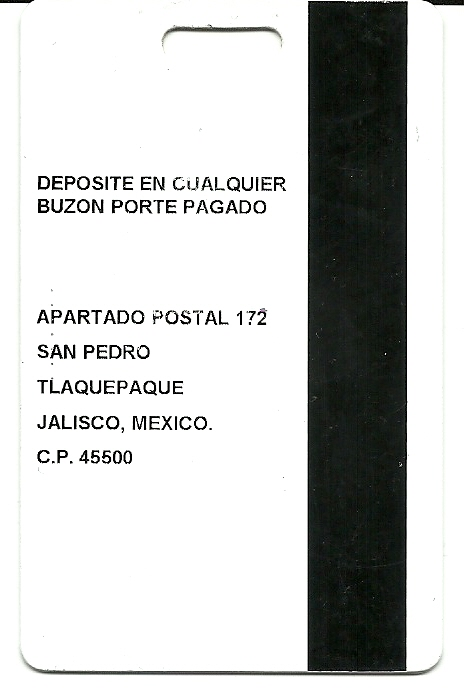 DEPOSITE EN CUALQUIER
BUZON PORTE PAGADO
APARTADO POSTAL 172
SAN PEDRO
TLAQUEPAQUE
JALISCO, MEXICO.
C.P. 45500